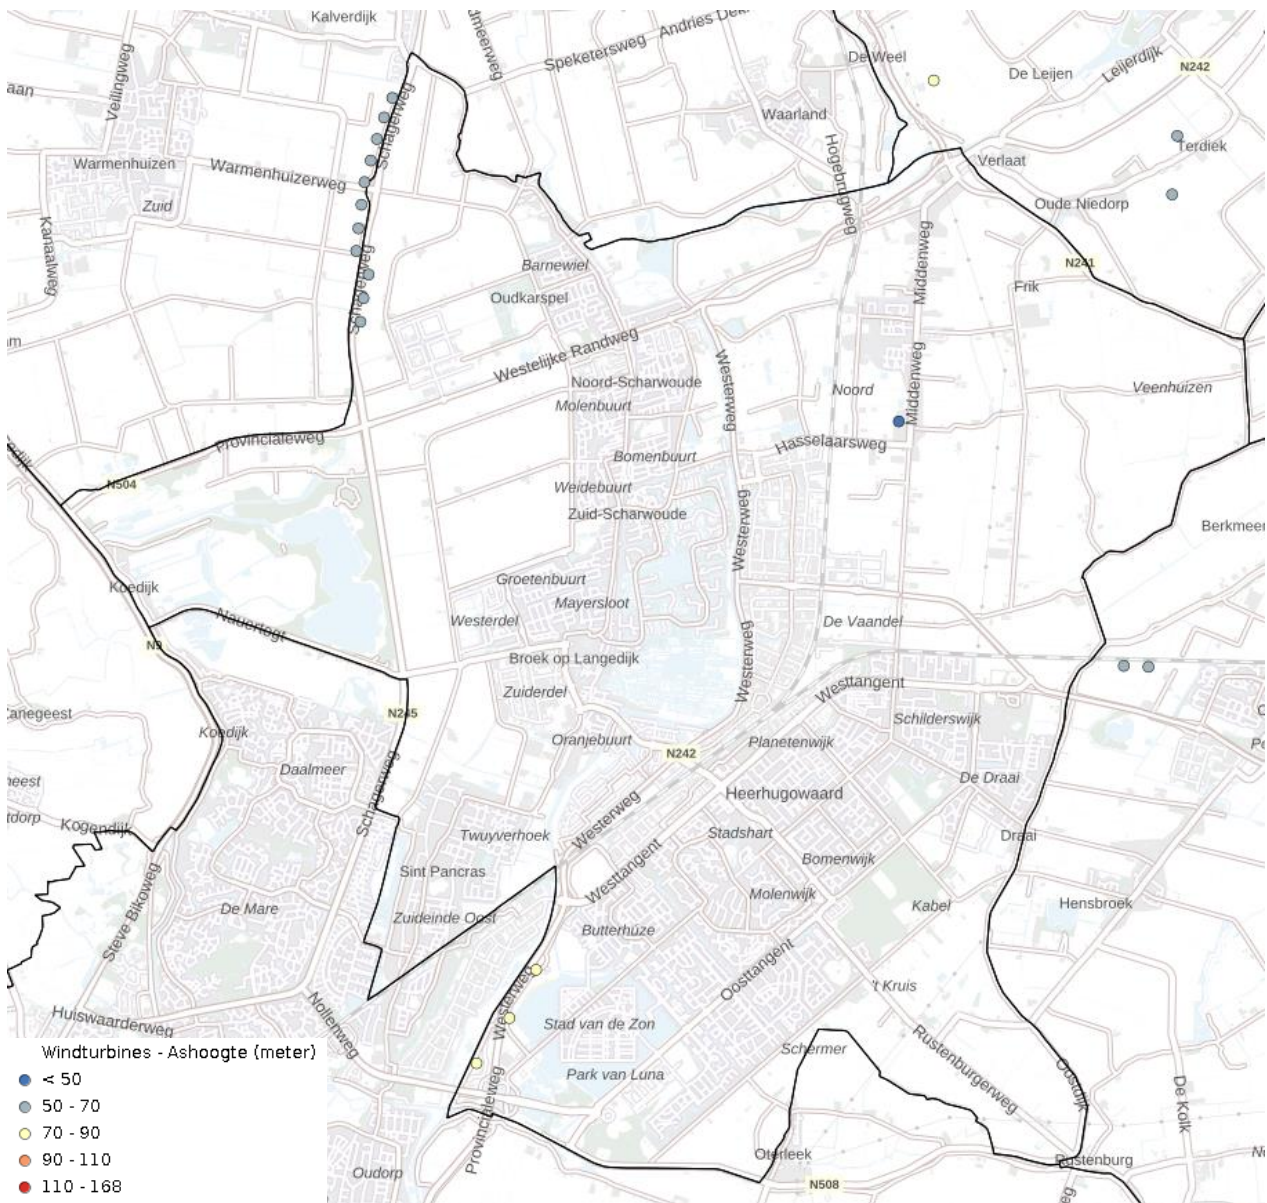 Kalverdijk
Speketersweg
Andries Dek
De Weel
De Leijen
Leijerdijk
N242
Veilingweg
Waarland
Schagerweg
Hogebrugweg
Terdiek
Verlaat
Warmenhuizen
Warmenhuizerweg
Zuid
Oude Niedorp
Kanaalweg
Middenweg
N241
Schagerweg
Barnewiel
Frik
Oudkarspel
Westelijke Randweg
Westerweg
Noord-Scharwoude
Noord
Middenweg
Veenhuizen
Molenbuurt
Provincialeweg
Hasselaarsweg
Bomenbuurt
N504
Weidebuurt
Zuid-Scharwoude
Westerweg
Berkmeer
Koedijk
Groetenbuurt
Mayersloot
Nauertogt
Westerdel
De Vaandel
N9
Broek op Langedijk
Westerweg
Zuiderdel
Westtangent
N245
Schilderswijk
Koedijk
Oranjebuurt
N242
Planetenwijk
Daalmeer
De Draai
Heerhugowaard
Schagerweg
Kogendijk
Twuyverhoek
Westerweg
Stadshart
Draai
Bomenwijk
Sint Pancras
Westtangent
Molenwijk
Steve Bikoweg
De Mare
Zuideinde Oost
Kabel
Hensbroek
Butterhuze
Oosttangent
Westerweg
't Kruis
Huiswaarderweg
Nollenweg
Stad van de Zon
Schermer
Rustenburgerweg
Oostdijk
De Kolk
Park van Luna
Provincialeweg
Oudorp
Oterleek
Rustenburg
N508
Windturbines - Ashoogte (meter)
< 50
50 - 70
70 - 90
90 - 110
110 - 168